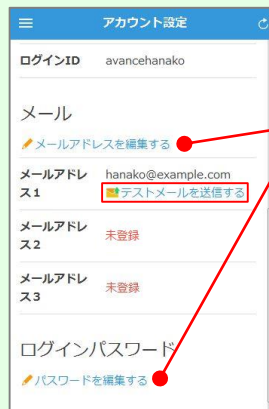 アカウント設定
ログインID avancehanako
メール
メールアドレスを編集する
メールアドレ
ス1
hanako@example.com
テストメールを送信する
メールアドレ
ス2
未登録
メールアドレ
ス3
未登録
ログインパスワード
パスワードを編集する